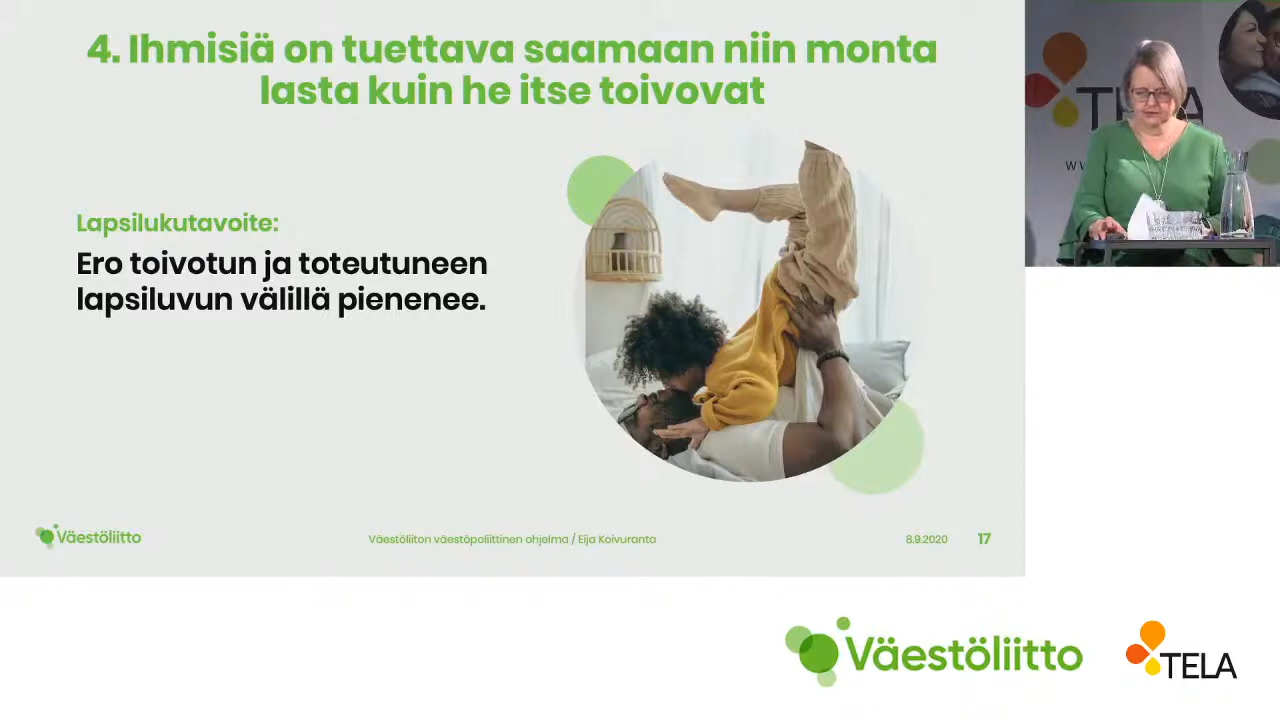 4. Ihmisiä on tuettava saamaan niin monta
lasta kuin he itse toivovat
Lapsilukutavoite:
Ero toivotun ja toteutuneen
lapsiluvun välillä pienenee.
Väestöliitto
Väestöliiton väestöpoliittinen ohjelma / Eija Koivuranta
8.9.2020
17
TELA
Väestöliitto
TELA